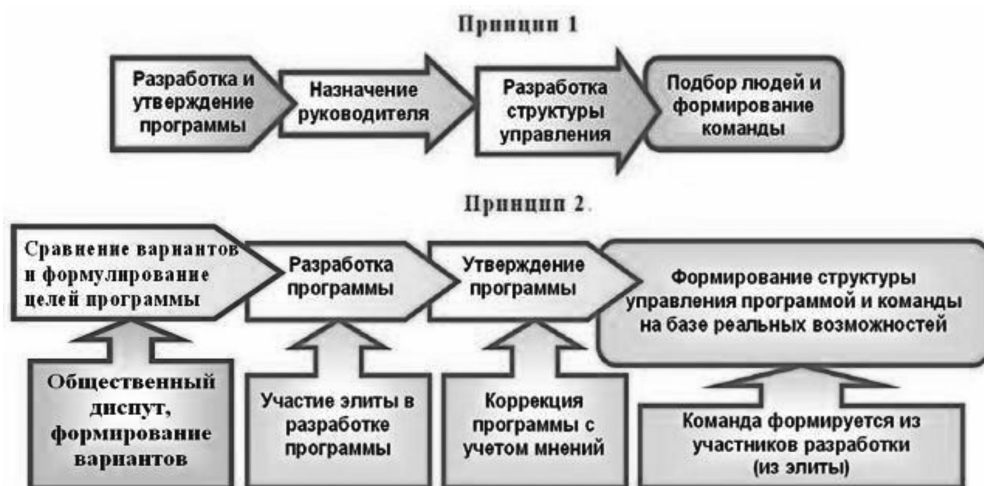 Принцип 1
Разработка и
утверждение
программы
Назначение
руководителя
Разработка
структуры
управления
Подбор людей и
формирование
команды
Принцип 2
Сравнение вариантов
и формулирование
целей программы
Разработка
программы
Утверждение
программы
Формирование структуры
управления программой и команды
на базе реальных возможностей
Общественный
диспут,
формирование
вариантов
Участие элиты в
разработке
программы
Коррекция
программы с
учетом мнений
Команда формируется из
участников разработки
(из элиты)